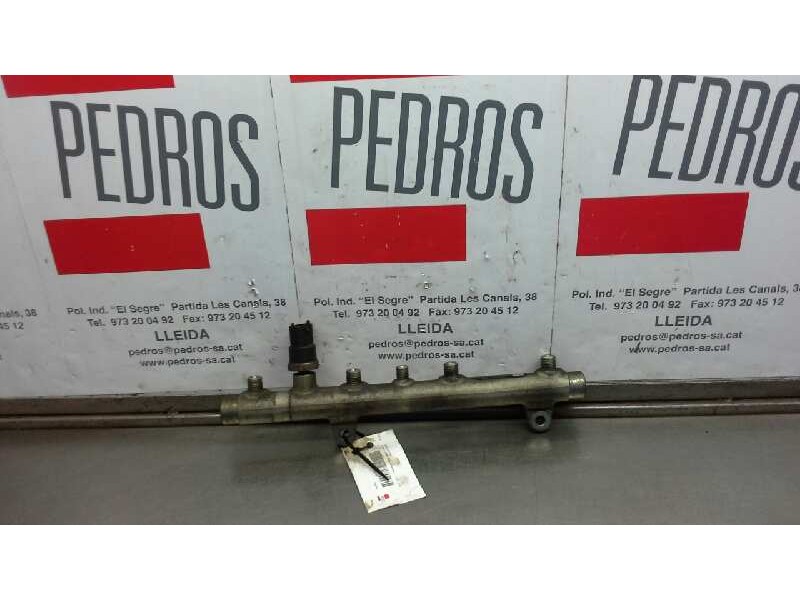 PEDROS
PEDROS
PEDROS
Canals, 38
20 45 12
Pol. Ind. "El Segre" Partida Les Canals, 38
Tel. 973 20 04 92 Fax: 973 20 45 12
LLEIDA
pedros@pedros-sa.cat
www.pedros-sa.cat
Pol. Ind. "El Segre" Partida Les Canals, 38
Tel. 973 20 04 92 Fax: 973 20 45 12
LLEIDA
pedros@pedros-sa.cat
www.pedros-sa.cat
Pol. Ind. "El Segre" Partida Les Canals, 38
Tel. 973 20 04 92 Fax: 973 20 45 12
LLEIDA
pedros@pedros-sa.cat
www.pedros-sa.cat